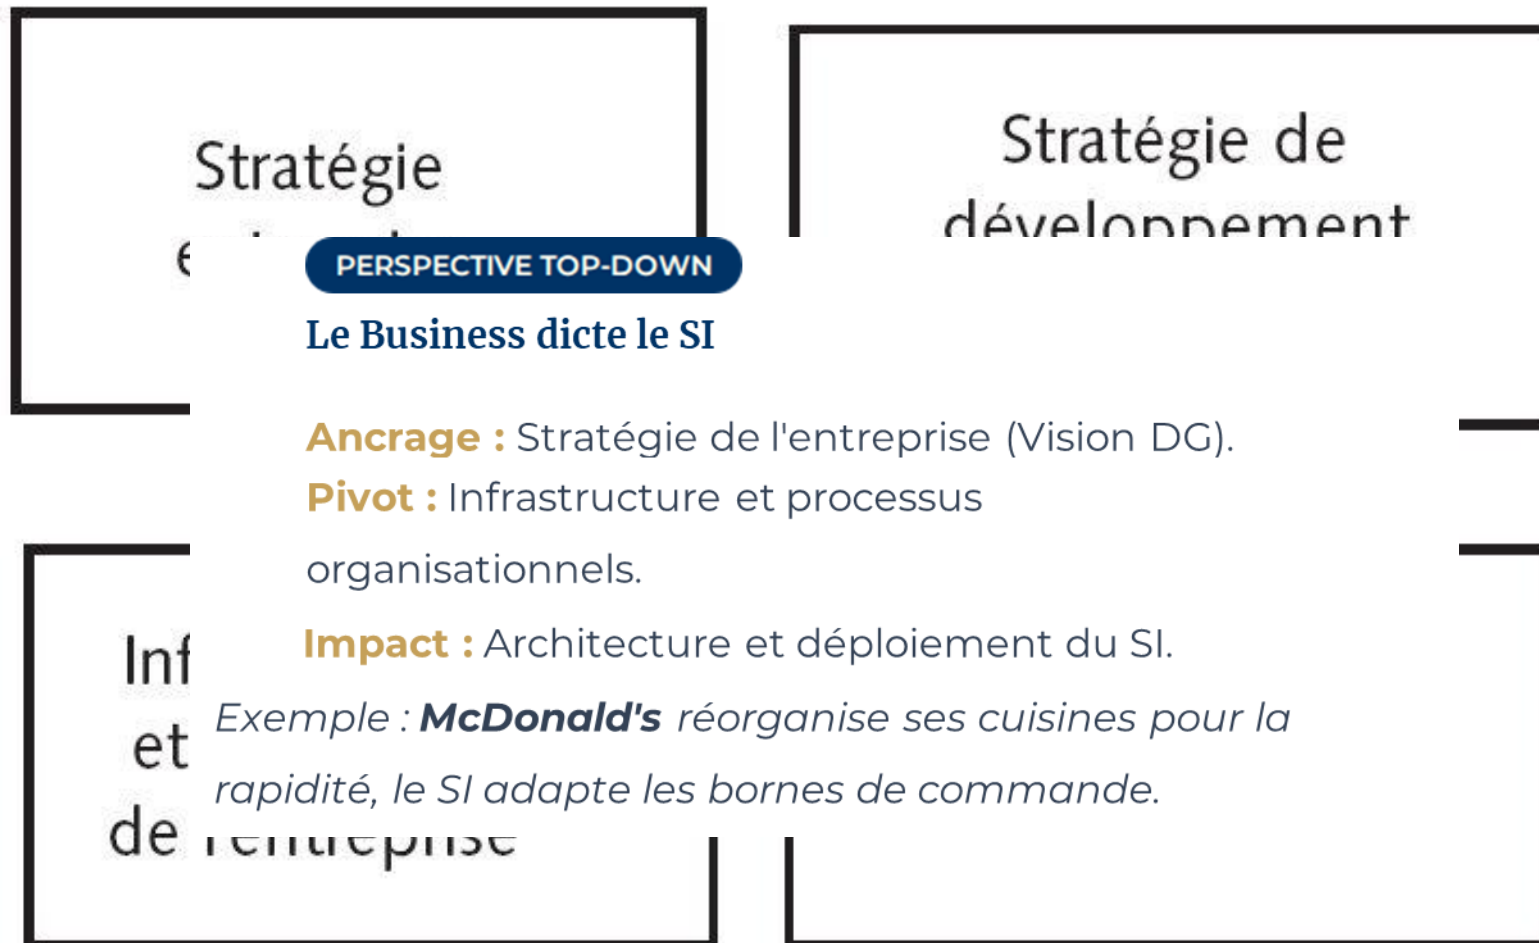 Stratégie
Stratégie de
développement
PERSPECTIVE TOP-DOWN
Le Business dicte le SI
Ancrage : Stratégie de l'entreprise (Vision DG).
Pivot : Infrastructure et processus
organisationnels.
Impact : Architecture et déploiement du SI.
Exemple : McDonald's réorganise ses cuisines pour la
rapidité, le SI adapte les bornes de commande.
Inf
et
de l'entreprise